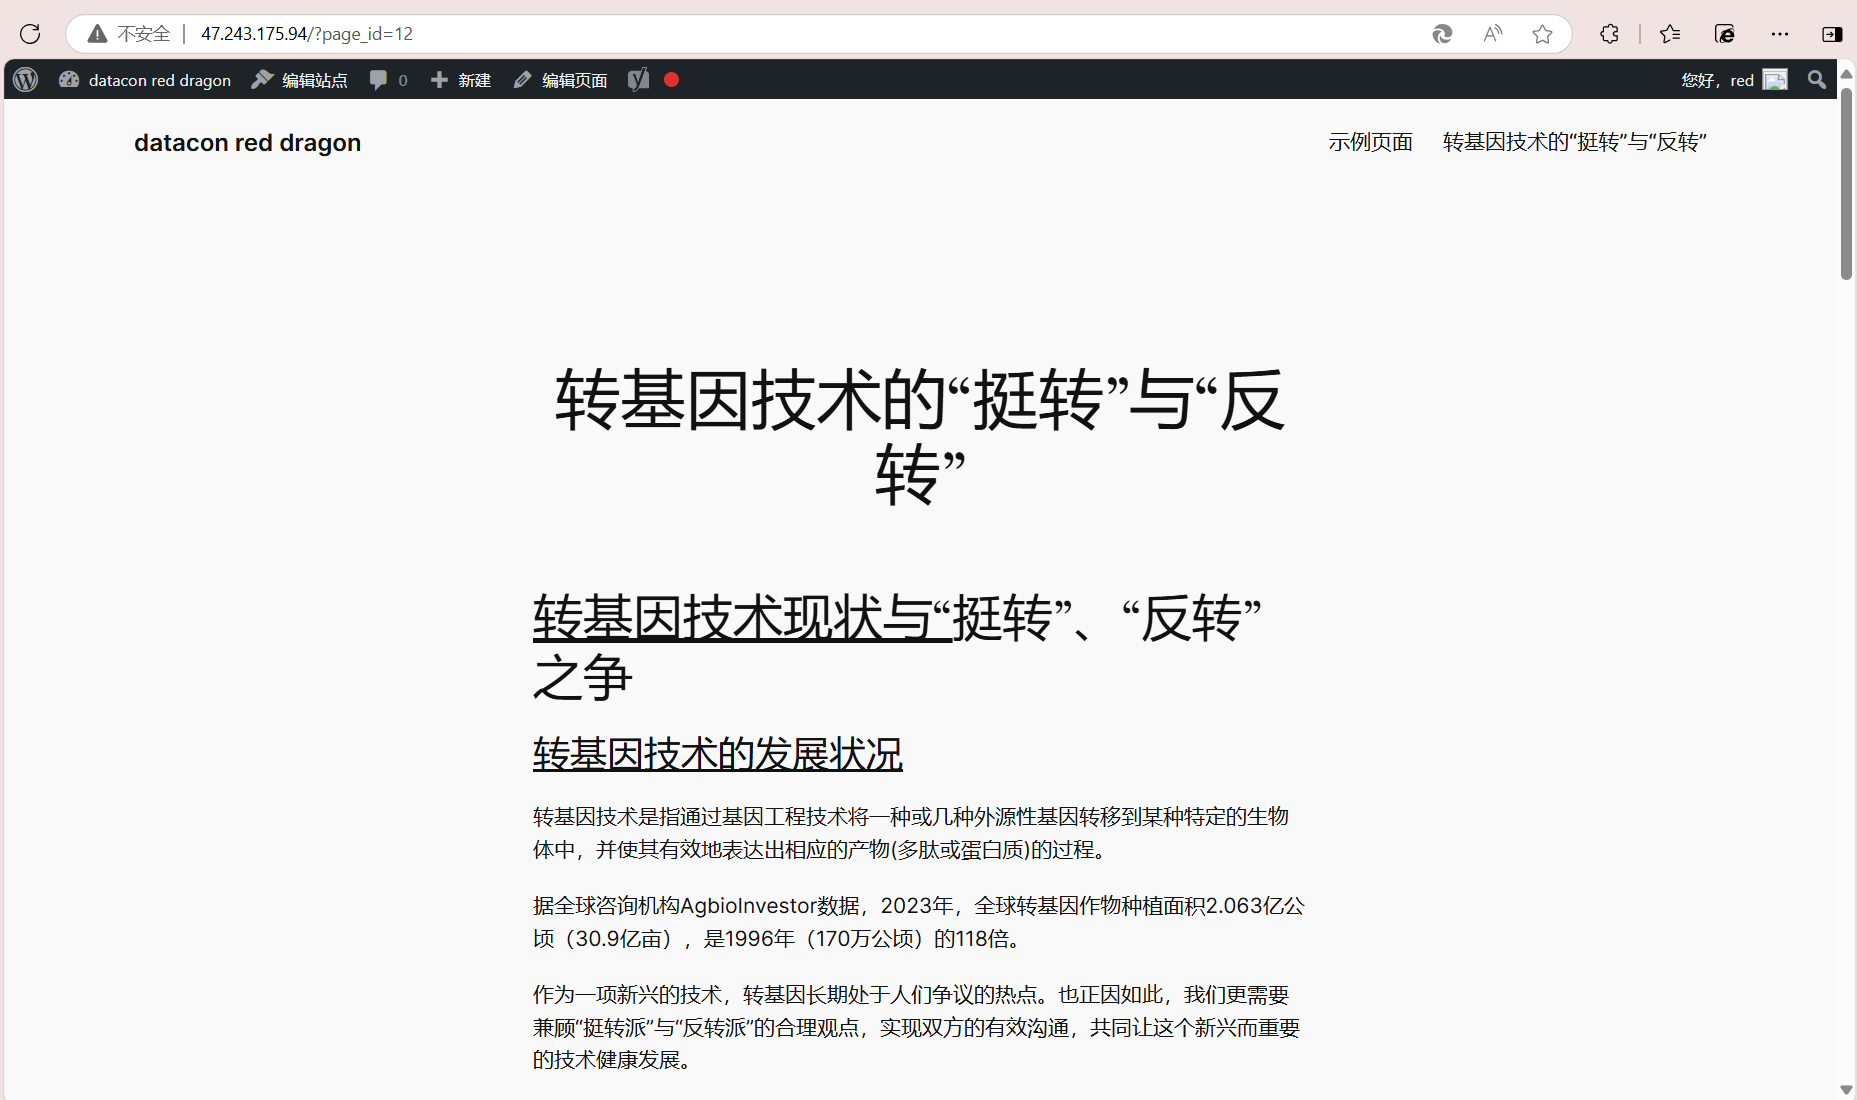 不安全 47.243.175.94/?page_id=12
datacon red dragon 编辑站点 0 新建 编辑页面 您好，red
datacon red dragon 示例页面 转基因技术的“挺转”与“反转”
转基因技术的“挺转”与“反
转”
转基因技术现状与“挺转”、“反转”
之争
转基因技术的发展状况
转基因技术是指通过基因工程技术将一种或几种外源性基因转移到某种特定的生物
体中，并使其有效地表达出相应的产物(多肽或蛋白质)的过程。
据全球咨询机构AgbioInvestor数据，2023年，全球转基因作物种植面积2.063亿公
顷（30.9亿亩），是1996年（170万公顷）的118倍。
作为一项新兴的技术，转基因长期处于人们争议的热点。也正因如此，我们更需要
兼顾“挺转派”与“反转派”的合理观点，实现双方的有效沟通，共同让这个新兴而重要
的技术健康发展。